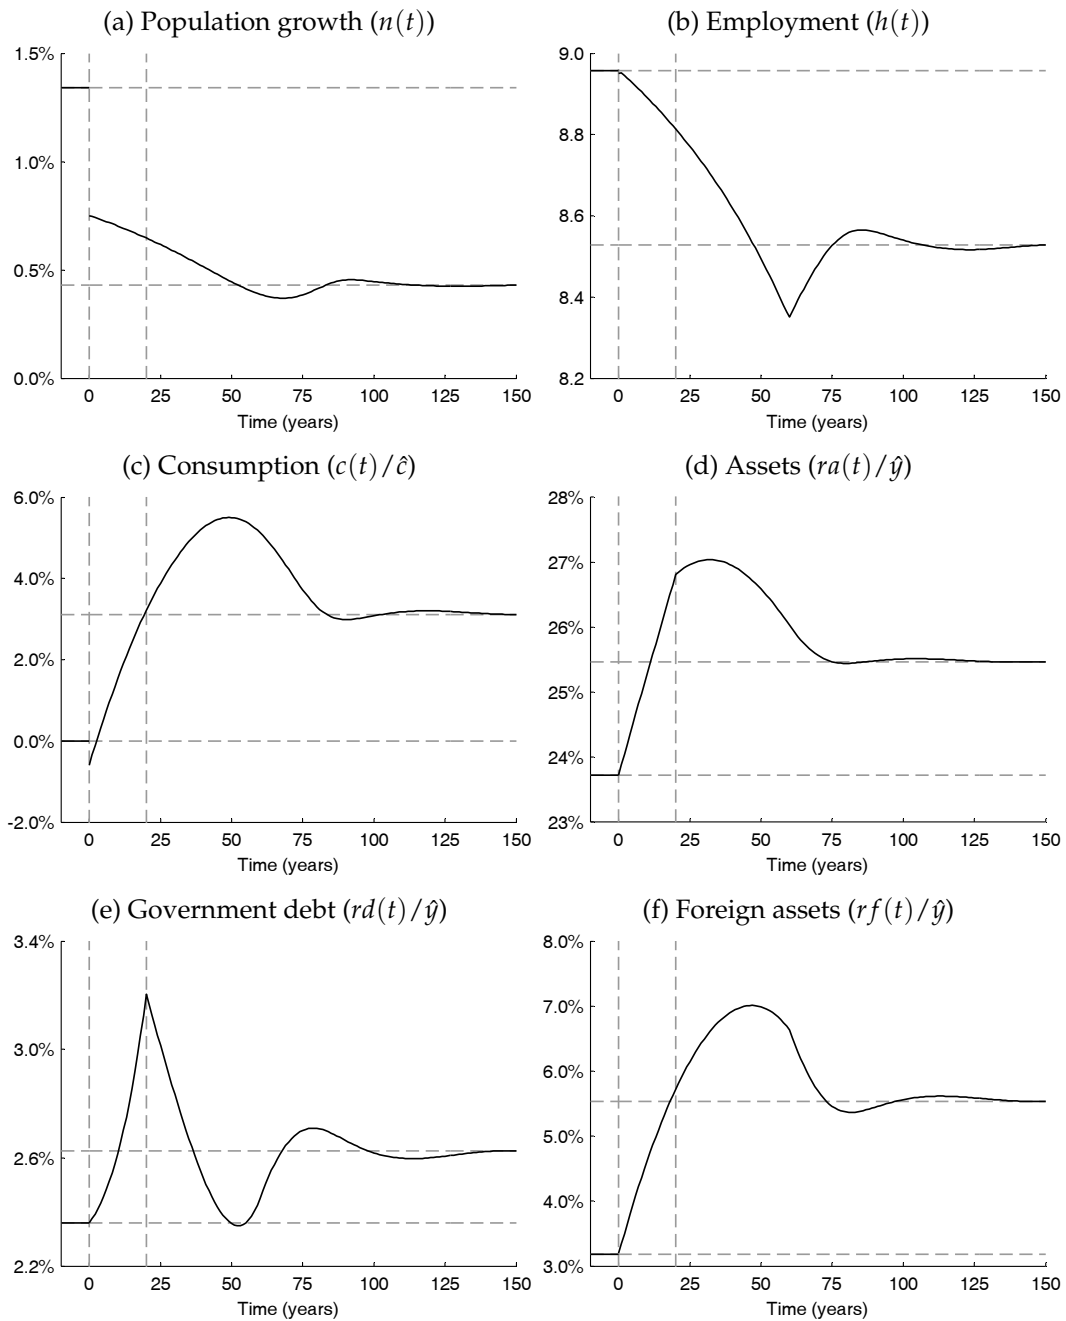 (a) Population growth (n(t))
1.5%
1.0%
0.5%
0.0%
0 25 50 75 100 125 150
Time (years)
(b) Employment (h(t))
9.0
8.8
8.6
8.4
8.2
0 25 50 75 100 125 150
Time (years)
(c) Consumption (c(t)/ĉ)
6.0%
4.0%
2.0%
0.0%
-2.0%
0 25 50 75 100 125 150
Time (years)
(d) Assets (ra(t)/ŷ)
28%
27%
26%
25%
24%
23%
0 25 50 75 100 125 150
Time (years)
(e) Government debt (rd(t)/ŷ)
3.4%
3.0%
2.6%
2.2%
0 25 50 75 100 125 150
Time (years)
(f) Foreign assets (rf(t)/ŷ)
8.0%
7.0%
6.0%
5.0%
4.0%
3.0%
0 25 50 75 100 125 150
Time (years)